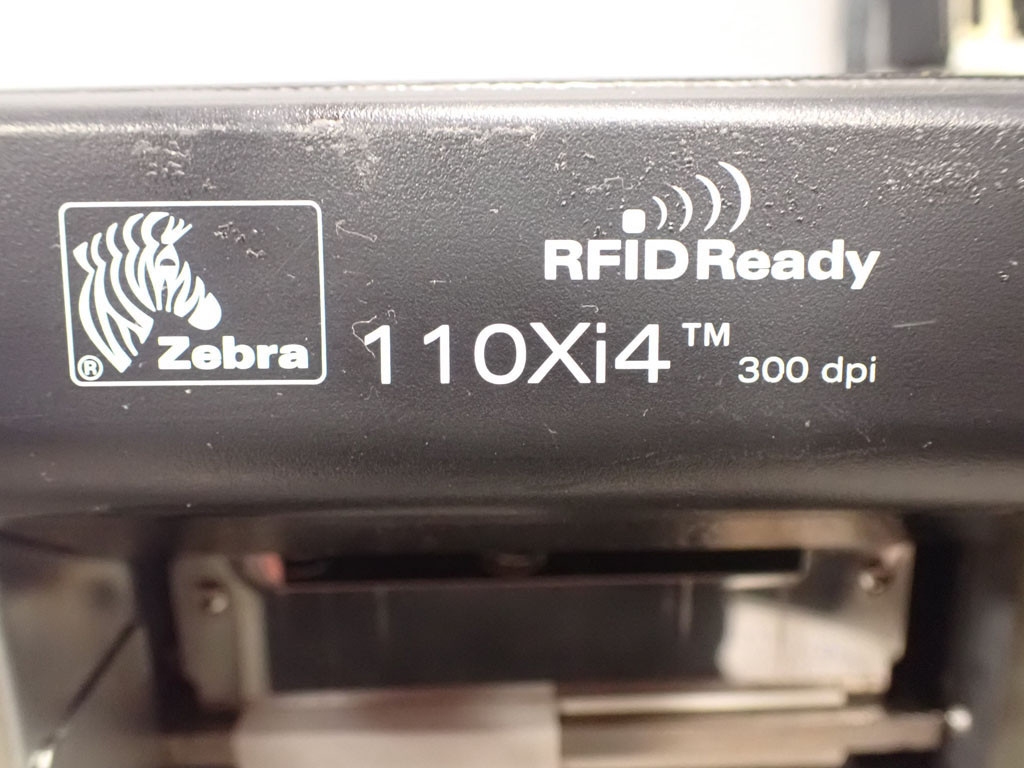 RFID Ready
® Zebra
110Xi4™ 300 dpi